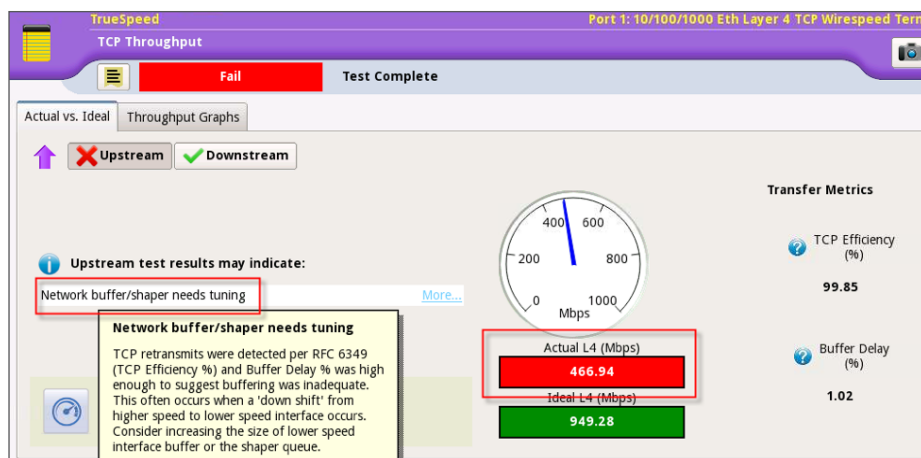 TrueSpeed
Port 1: 10/100/1000 Eth Layer 4 TCP Wirespeed Term
TCP Throughput
Fail
Test Complete
Actual vs. Ideal
Throughput Graphs
Upstream
Downstream
Transfer Metrics
400 600
200 800
0 1000
Mbps
TCP Efficiency
(%)
99.85
Upstream test results may indicate:
Network buffer/shaper needs tuning
More...
Network buffer/shaper needs tuning
TCP retransmits were detected per RFC 6349
(TCP Efficiency %) and Buffer Delay % was high
enough to suggest buffering was inadequate.
This often occurs when a 'down shift' from
higher speed to lower speed interface occurs.
Consider increasing the size of lower speed
interface buffer or the shaper queue.
Actual L4 (Mbps)
466.94
Ideal L4 (Mbps)
949.28
Buffer Delay
(%)
1.02